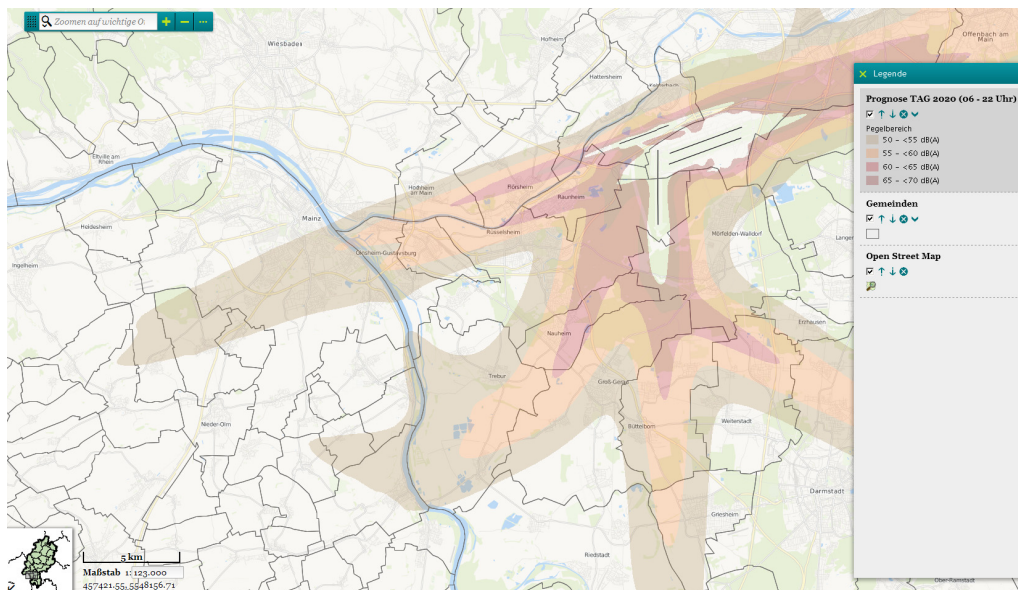 Zoomen auf wichtige O
Offenbach am
Main
Hofheim
Wiesbaden
Hattersheim
Kelsterbach
Eltville am
Rhein
Hochheim
am Main
Flörsheim
Raunheim
Mainz
Rüsselsheim
Heidesheim
Mörfelden-Walldorf
Langen
Ginsheim-Gustavsburg
Ingelheim
Erzhausen
Nauheim
Trebur
Groß-Gerau
Weiterstadt
Nieder-Olm
Büttelborn
Darmstadt
Griesheim
Riedstadt
Ober-Ramstadt
Legende
Prognose TAG 2020 (06 - 22 Uhr)
Pegelbereich
50 - <55 dB(A)
55 - <60 dB(A)
60 - <65 dB(A)
65 - <70 dB(A)
Gemeinden
Open Street Map
5 km
Maßstab 1: 123.000
457421.55, 5548156.71